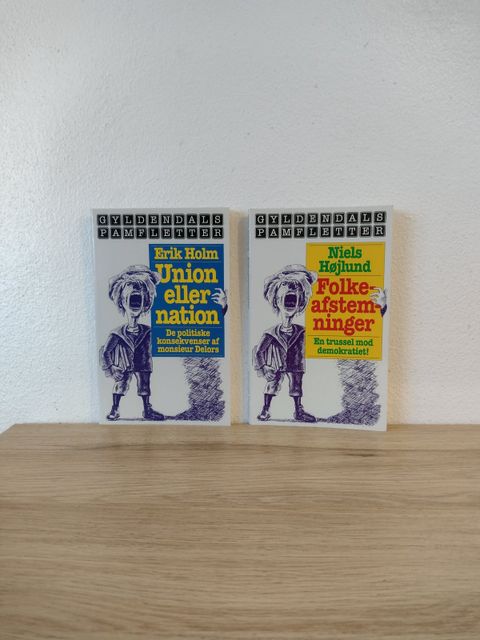 GYLDENDALS
PAMFLETTER
Erik Holm
Union
eller
nation
De politiske
konsekvenser af
monsieur Delors
GYLDENDALS
PAMFLETTER
Niels
Højlund
Folke-
afstem-
ninger
En trussel mod
demokratiet!